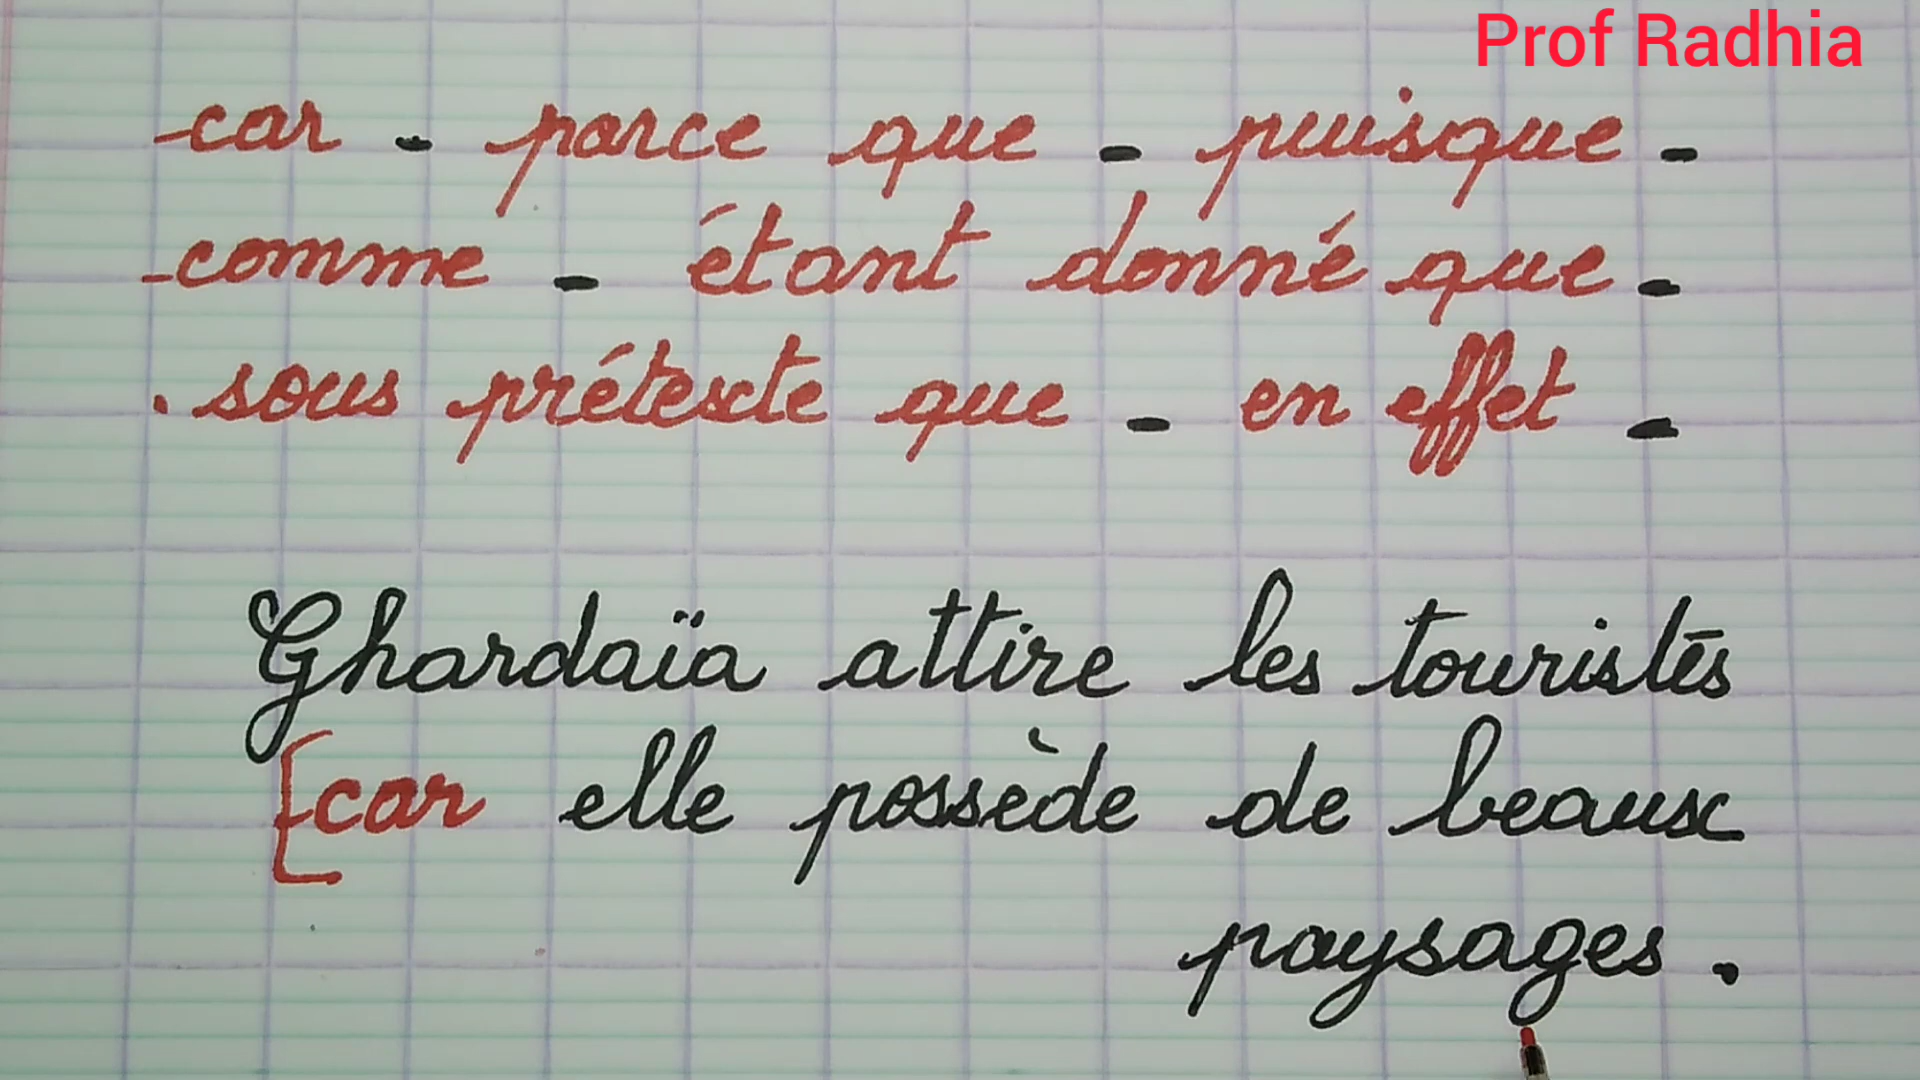 Prof Radhia
car - parce que - puisque -
comme - étant donné que -
. sous prétexte que - en effet -
Ghardaïa attire les touristes
[car elle possède de beaux
paysages.